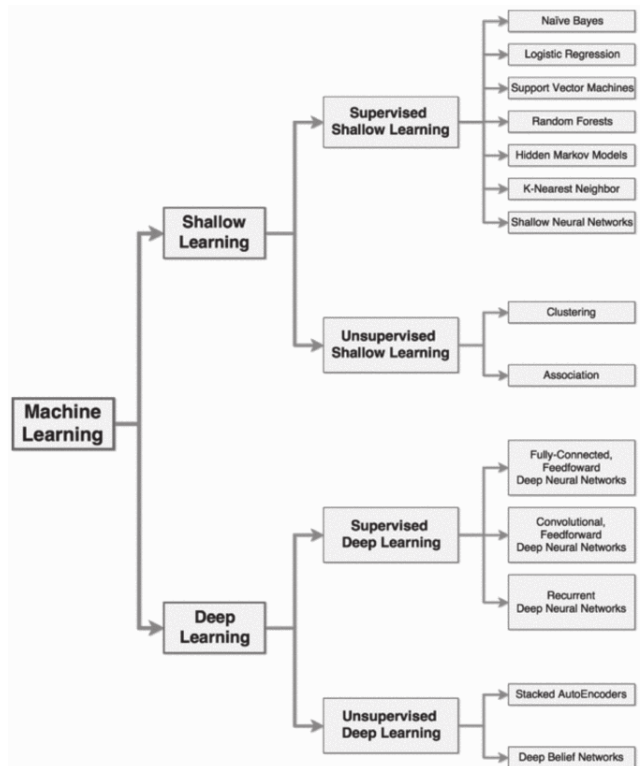 Naïve Bayes
Logistic Regression
Support Vector Machines
Supervised
Shallow Learning
Random Forests
Hidden Markov Models
K-Nearest Neighbor
Shallow Neural Networks
Shallow
Learning
Clustering
Unsupervised
Shallow Learning
Association
Machine
Learning
Fully-Connected,
Feedfoward
Deep Neural Networks
Supervised
Deep Learning
Convolutional,
Feedforward
Deep Neural Networks
Recurrent
Deep Neural Networks
Deep
Learning
Stacked AutoEncoders
Unsupervised
Deep Learning
Deep Belief Networks